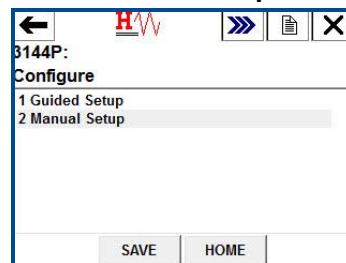 H
3144P:
Configure
1 Guided Setup
2 Manual Setup
SAVE HOME